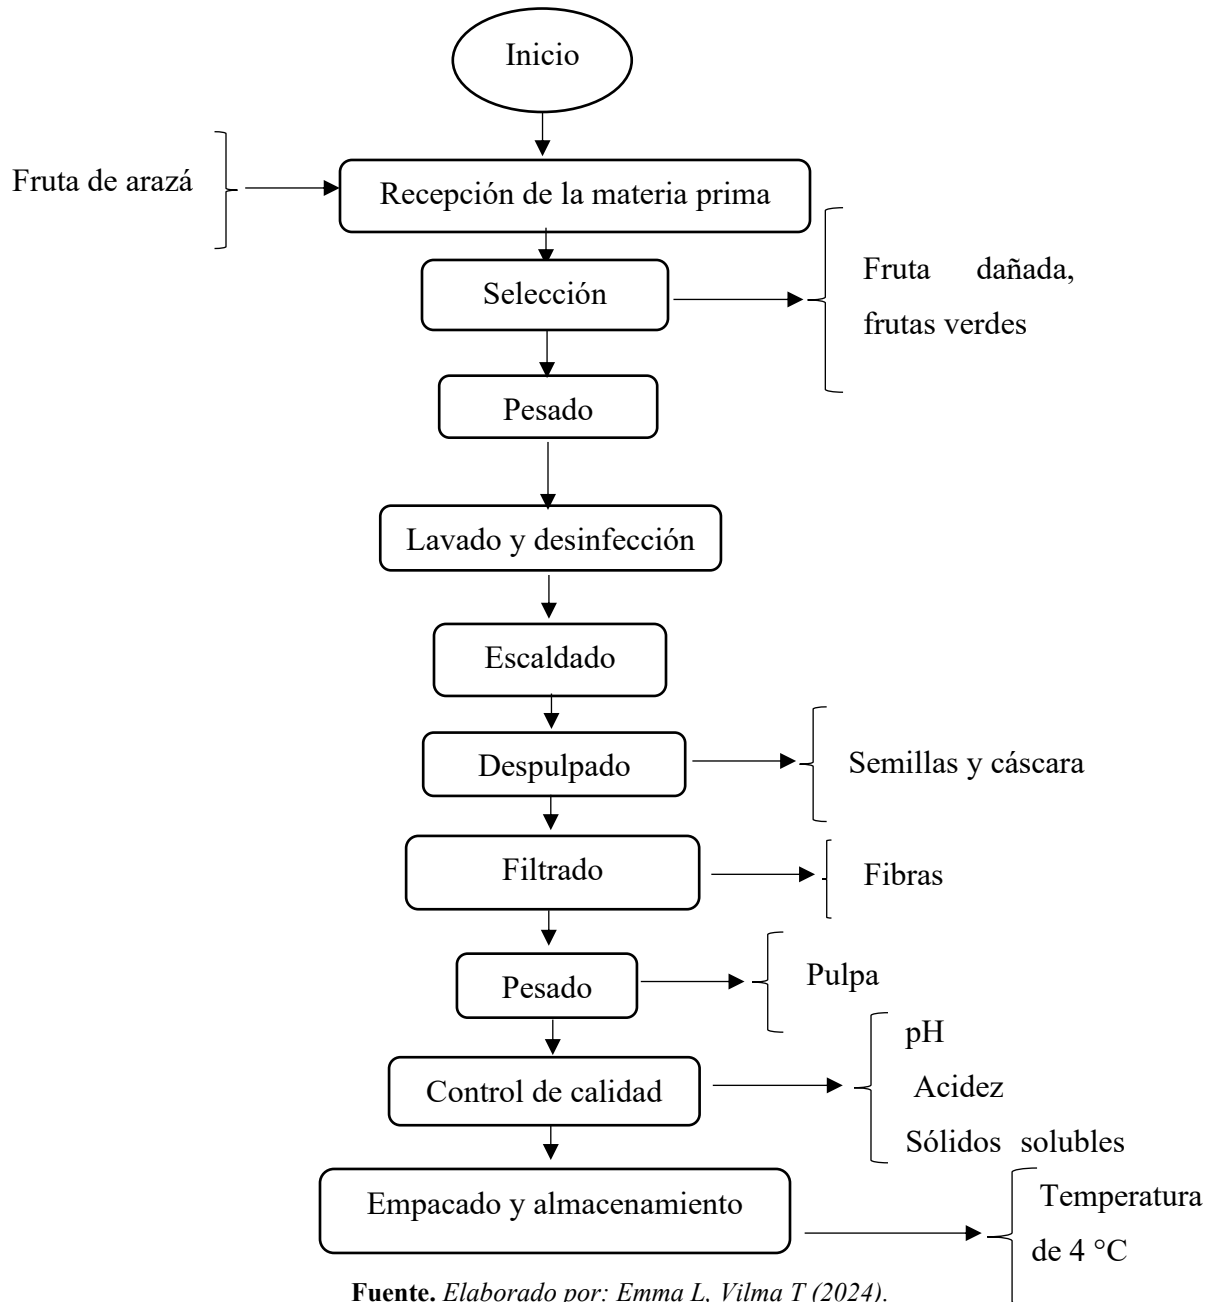 Inicio
Fruta de arazá
Recepción de la materia prima
Selección
Fruta dañada,
frutas verdes
Pesado
Lavado y desinfección
Escaldado
Despulpado
Semillas y cáscara
Filtrado
Fibras
Pesado
Pulpa
Control de calidad
pH
Acidez
Sólidos solubles
Empacado y almacenamiento
Temperatura
de 4 °C
Fuente. Elaborado por: Emma L, Vilma T (2024).